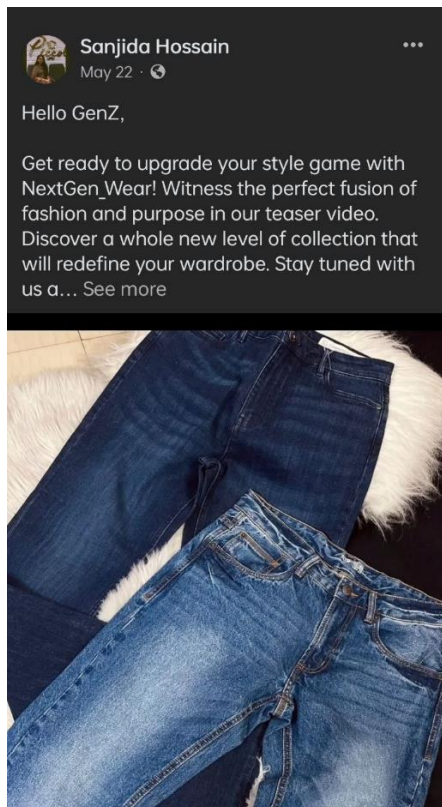 Sanjida Hossain
May 22 ·
Hello GenZ,
Get ready to upgrade your style game with
NextGen_Wear! Witness the perfect fusion of
fashion and purpose in our teaser video.
Discover a whole new level of collection that
will redefine your wardrobe. Stay tuned with
us a... See more